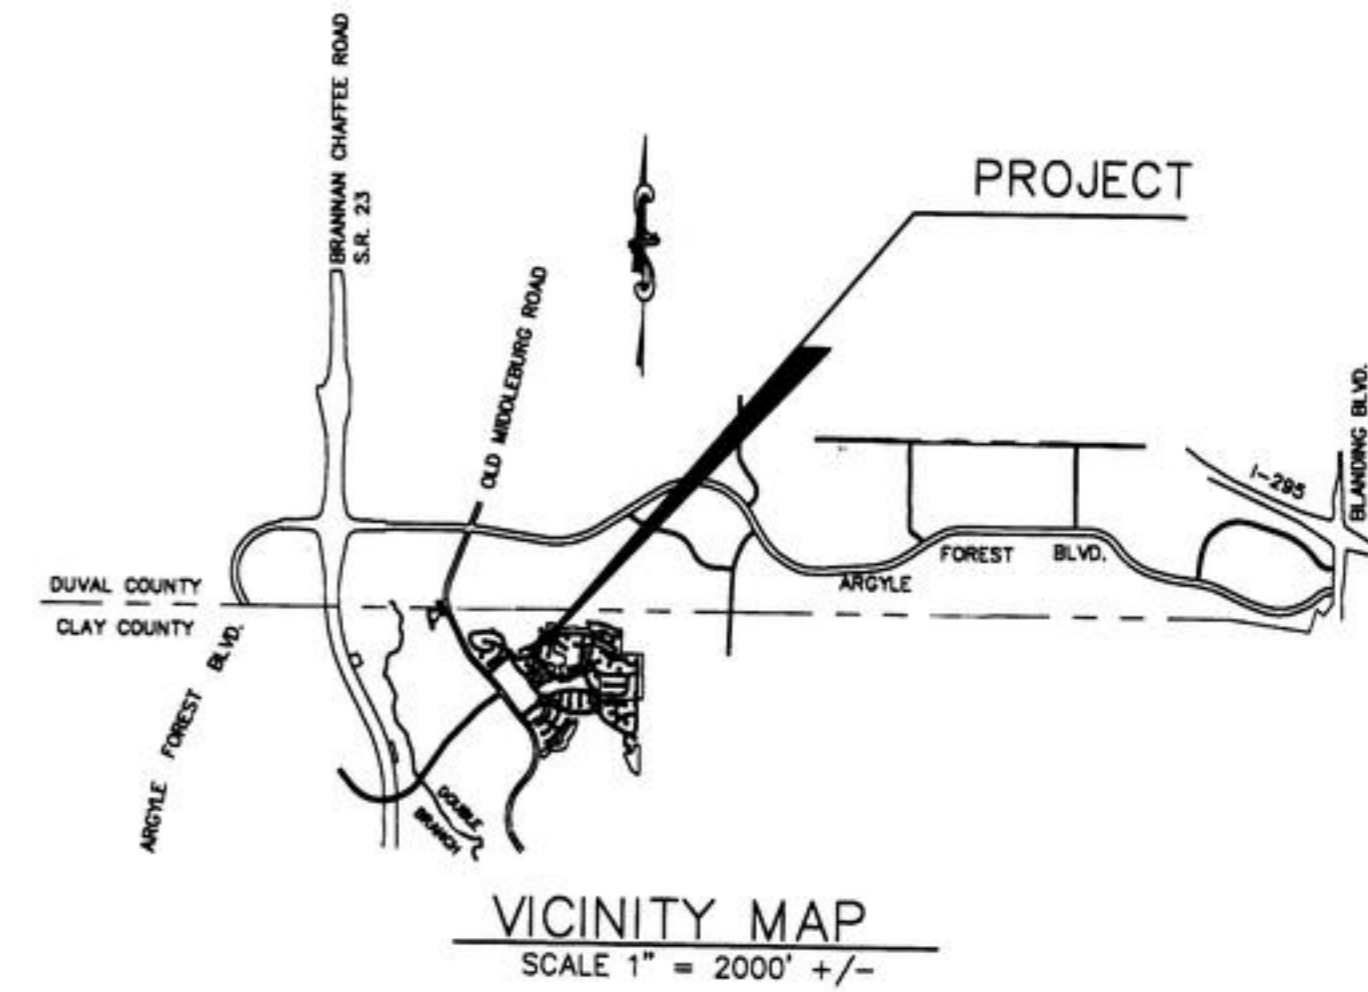 BRANNAN CHAFFEE ROAD
S.R. 23
PROJECT
OLD MIDDLEBURG ROAD
BLANDING BLVD.
I-295
FOREST BLVD.
ARGYLE
DUVAL COUNTY
CLAY COUNTY
ARGYLE FOREST BLVD.
DOUBLE
BRANCH
VICINITY MAP
SCALE 1" = 2000' +/-